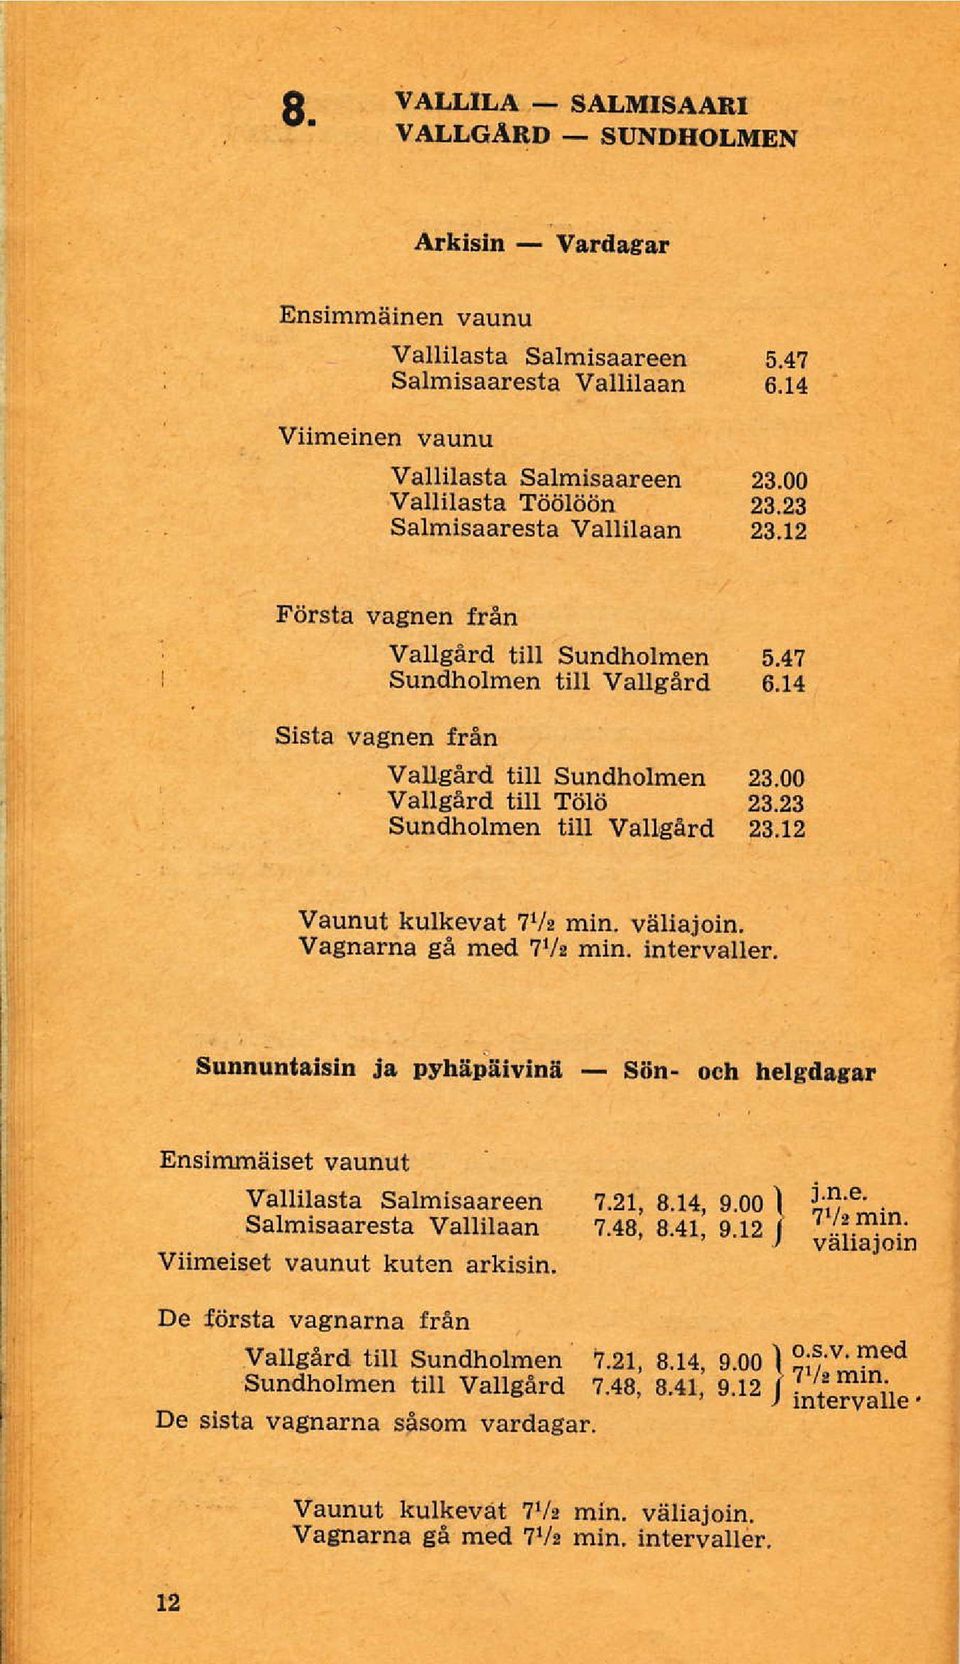 8. VALLILA — SALMISAARI
VALLGÅRD — SUNDHOLMEN
Arkisin — Vardagar
Ensimmäinen vaunu
Vallilasta Salmisaareen 5.47
Salmisaaresta Vallilaan 6.14
Viimeinen vaunu
Vallilasta Salmisaareen 23.00
Vallilasta Töölöön 23.23
Salmisaaresta Vallilaan 23.12
Första vagnen från
Vallgård till Sundholmen 5.47
Sundholmen till Vallgård 6.14
Sista vagnen från
Vallgård till Sundholmen 23.00
Vallgård till Tölö 23.23
Sundholmen till Vallgård 23.12
Vaunut kulkevat 7½ min. väliajoin.
Vagnarna gå med 7½ min. intervaller.
Sunnuntaisin ja pyhäpäivinä — Sön- och helgdagar
Ensimmäiset vaunut
Vallilasta Salmisaareen 7.21, 8.14, 9.00 } j.n.e.
Salmisaaresta Vallilaan 7.48, 8.41, 9.12 } 7½ min.
väliajoin
Viimeiset vaunut kuten arkisin.
De första vagnarna från
Vallgård till Sundholmen 7.21, 8.14, 9.00 } o.s.v. med
Sundholmen till Vallgård 7.48, 8.41, 9.12 } 7½ min.
intervalle
De sista vagnarna såsom vardagar.
Vaunut kulkevat 7½ min. väliajoin.
Vagnarna gå med 7½ min. intervaller.
12